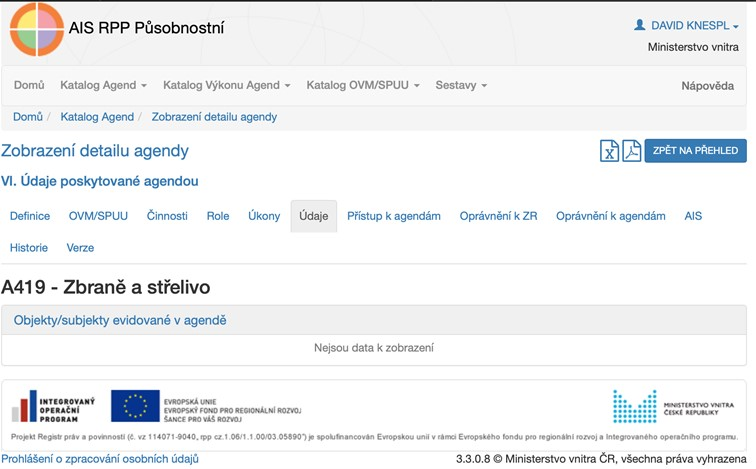 AIS RPP Působnostní
DAVID KNESPL
Ministerstvo vnitra
Domů Katalog Agend Katalog Výkonu Agend Katalog OVM/SPUU Sestavy Nápověda
Domů / Katalog Agend / Zobrazení detailu agendy
Zobrazení detailu agendy
ZPĚT NA PŘEHLED
VI. Údaje poskytované agendou
Definice OVM/SPUU Činnosti Role Úkony Údaje Přístup k agendám Oprávnění k ZR Oprávnění k agendám AIS
Historie Verze
A419 - Zbraně a střelivo
Objekty/subjekty evidované v agendě
Nejsou data k zobrazení
INTEGROVANÝ
OPERAČNÍ
PROGRAM
EVROPSKÁ UNIE
EVROPSKÝ FOND PRO REGIONÁLNÍ ROZVOJ
ŠANCE PRO VÁŠ ROZVOJ
MINISTERSTVO VNITRA
ČESKÉ REPUBLIKY
Projekt Registr práv a povinností (č. vz 114071-9040, rpp cz.1.06/1.1.00/03.05890") je spolufinancován Evropskou unií v rámci Evropského fondu pro regionální rozvoj a Integrovaného operačního programu.
Prohlášení o zpracování osobních údajů
3.3.0.8 © Ministerstvo vnitra ČR, všechna práva vyhrazena